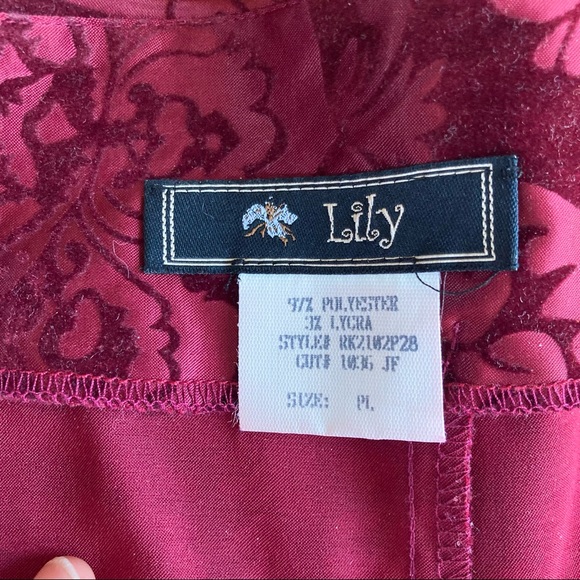 Lily
97% POLYESTER
3% LYCRA
STYLE# RK2102P28
CUT# 1036 JF
SIZE: PL